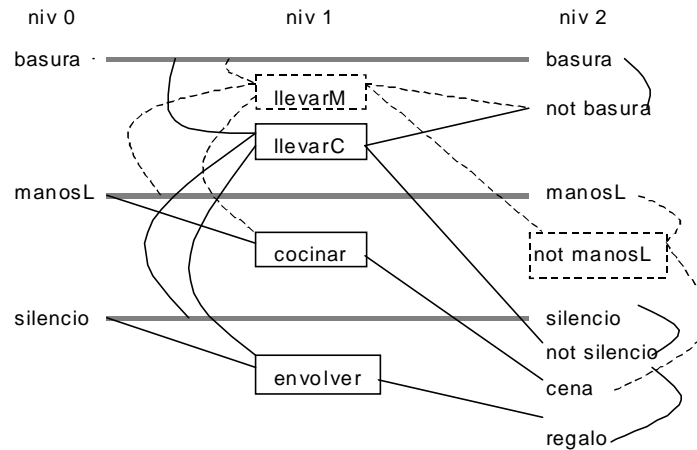 niv 0
niv 1
niv 2
basura
basura
llevarM
not basura
llevarC
manosL
manosL
cocinar
not manosL
silencio
silencio
not silencio
envolver
cena
regalo